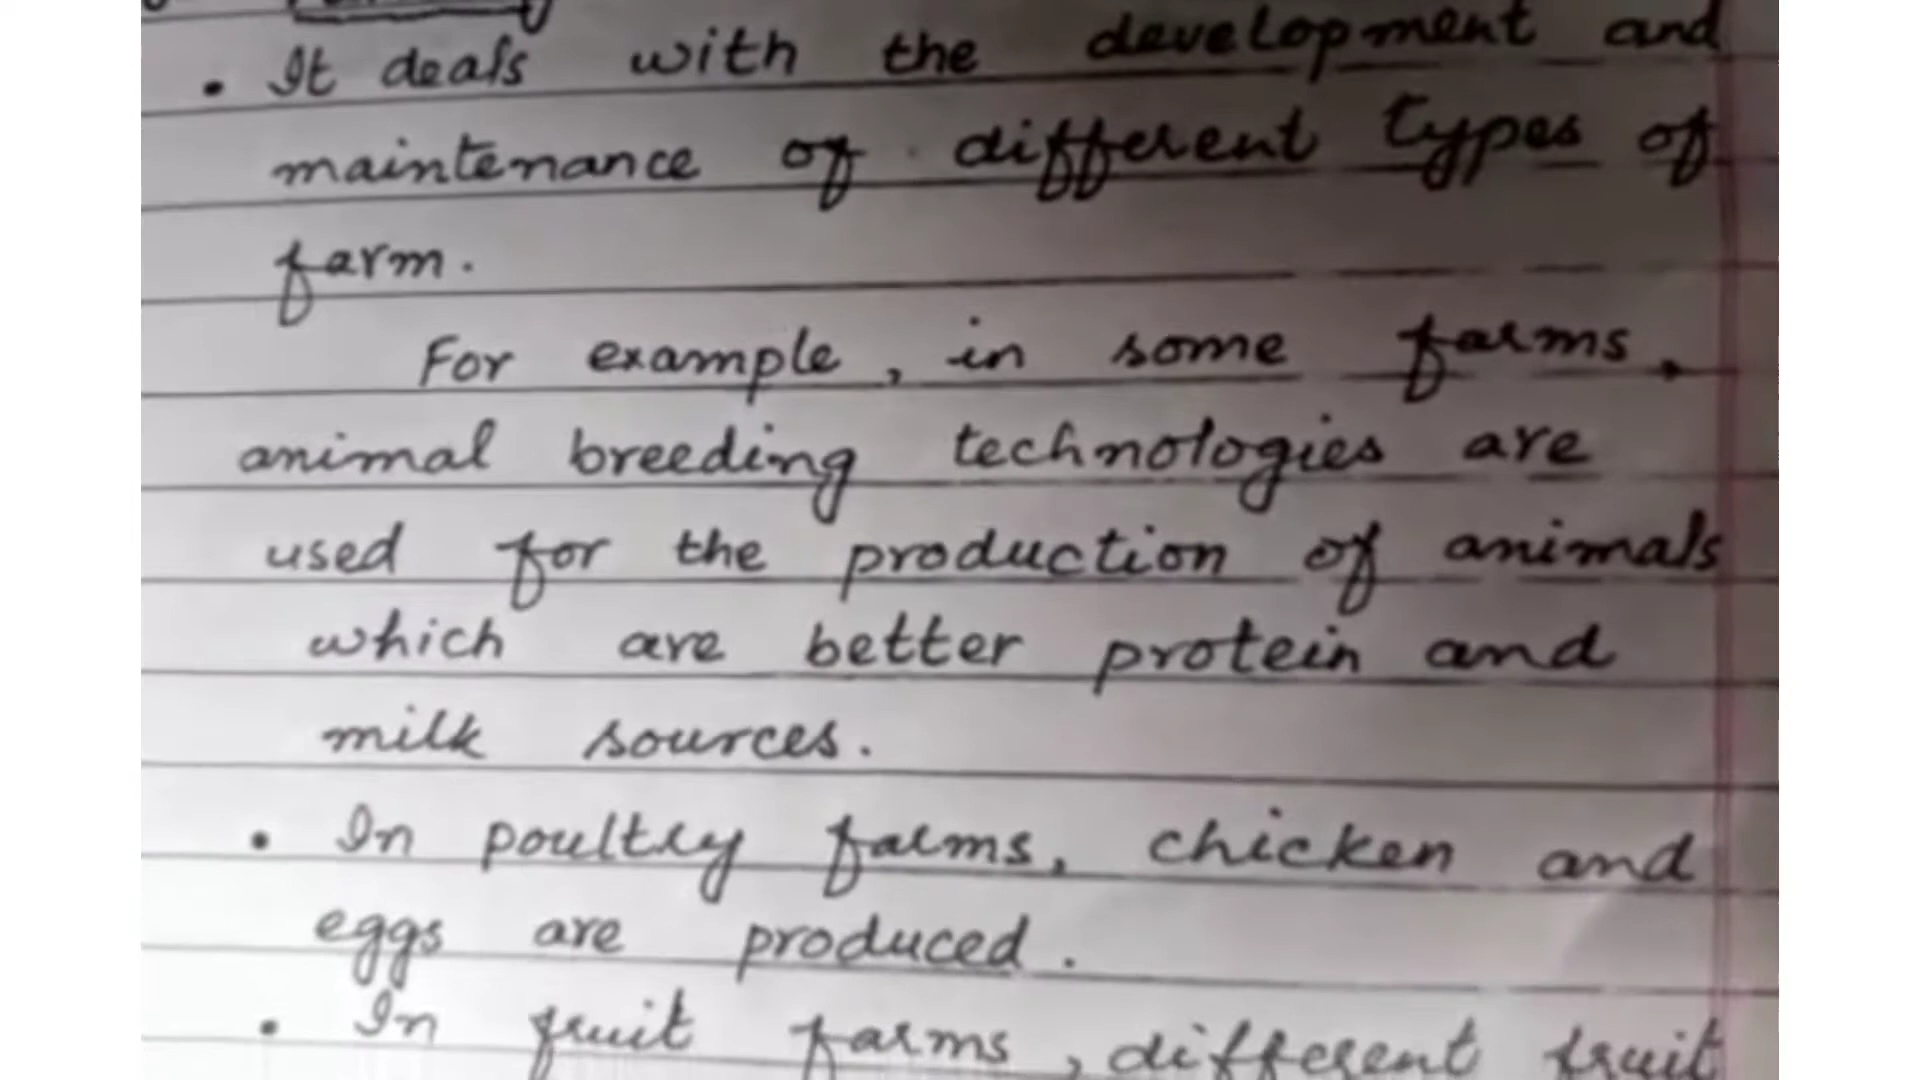 • It deals with the development and
maintenance of different types of
farm.
For example, in some farms,
animal breeding technologies are
used for the production of animals
which are better protein and
milk sources.
• In poultry farms, chicken and
eggs are produced.
• In fruit farms, different fruit